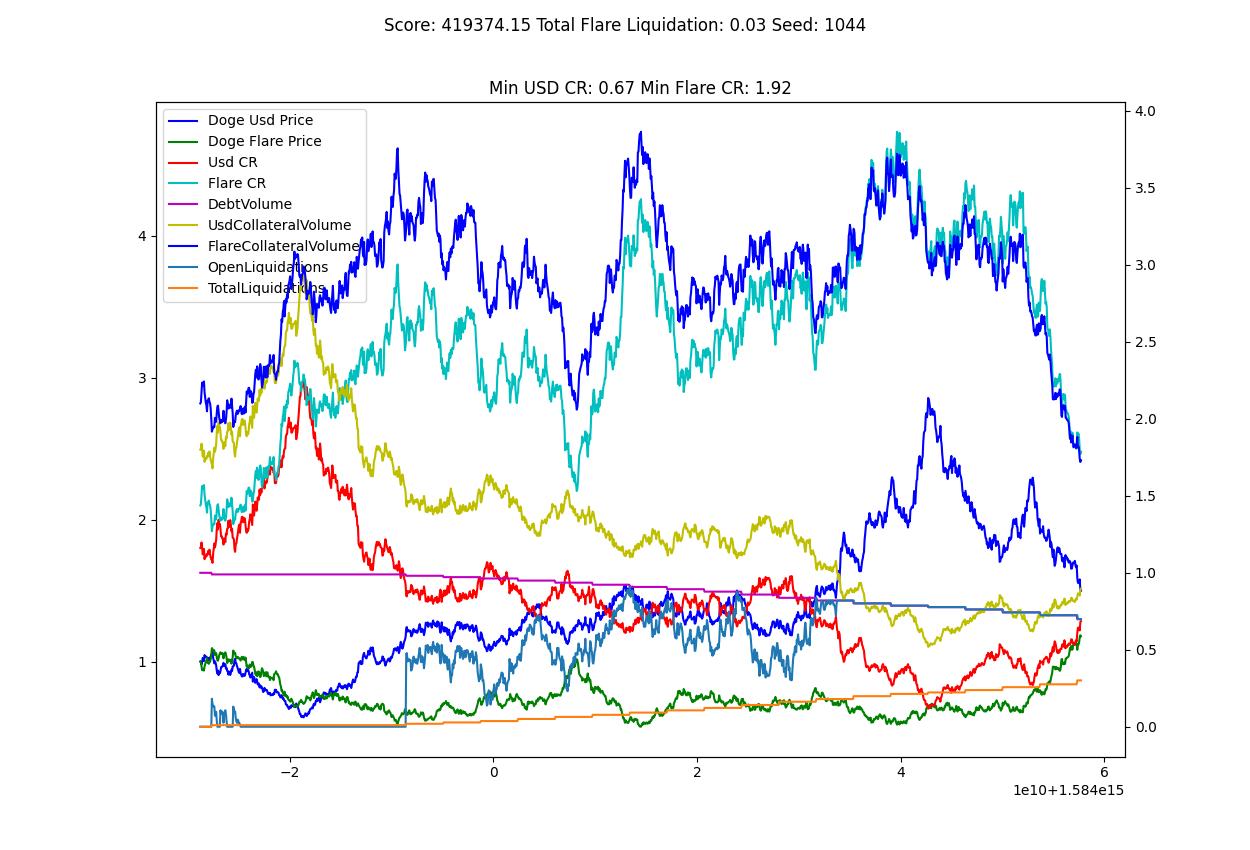 Score: 419374.15 Total Flare Liquidation: 0.03 Seed: 1044
Min USD CR: 0.67 Min Flare CR: 1.92
Doge Usd Price
Doge Flare Price
Usd CR
Flare CR
DebtVolume
UsdCollateralVolume
FlareCollateralVolume
OpenLiquidations
TotalLiquidations
4
3
2
1
4.0
3.5
3.0
2.5
2.0
1.5
1.0
0.5
0.0
−2
0
2
4
6
1e10+1.584e15